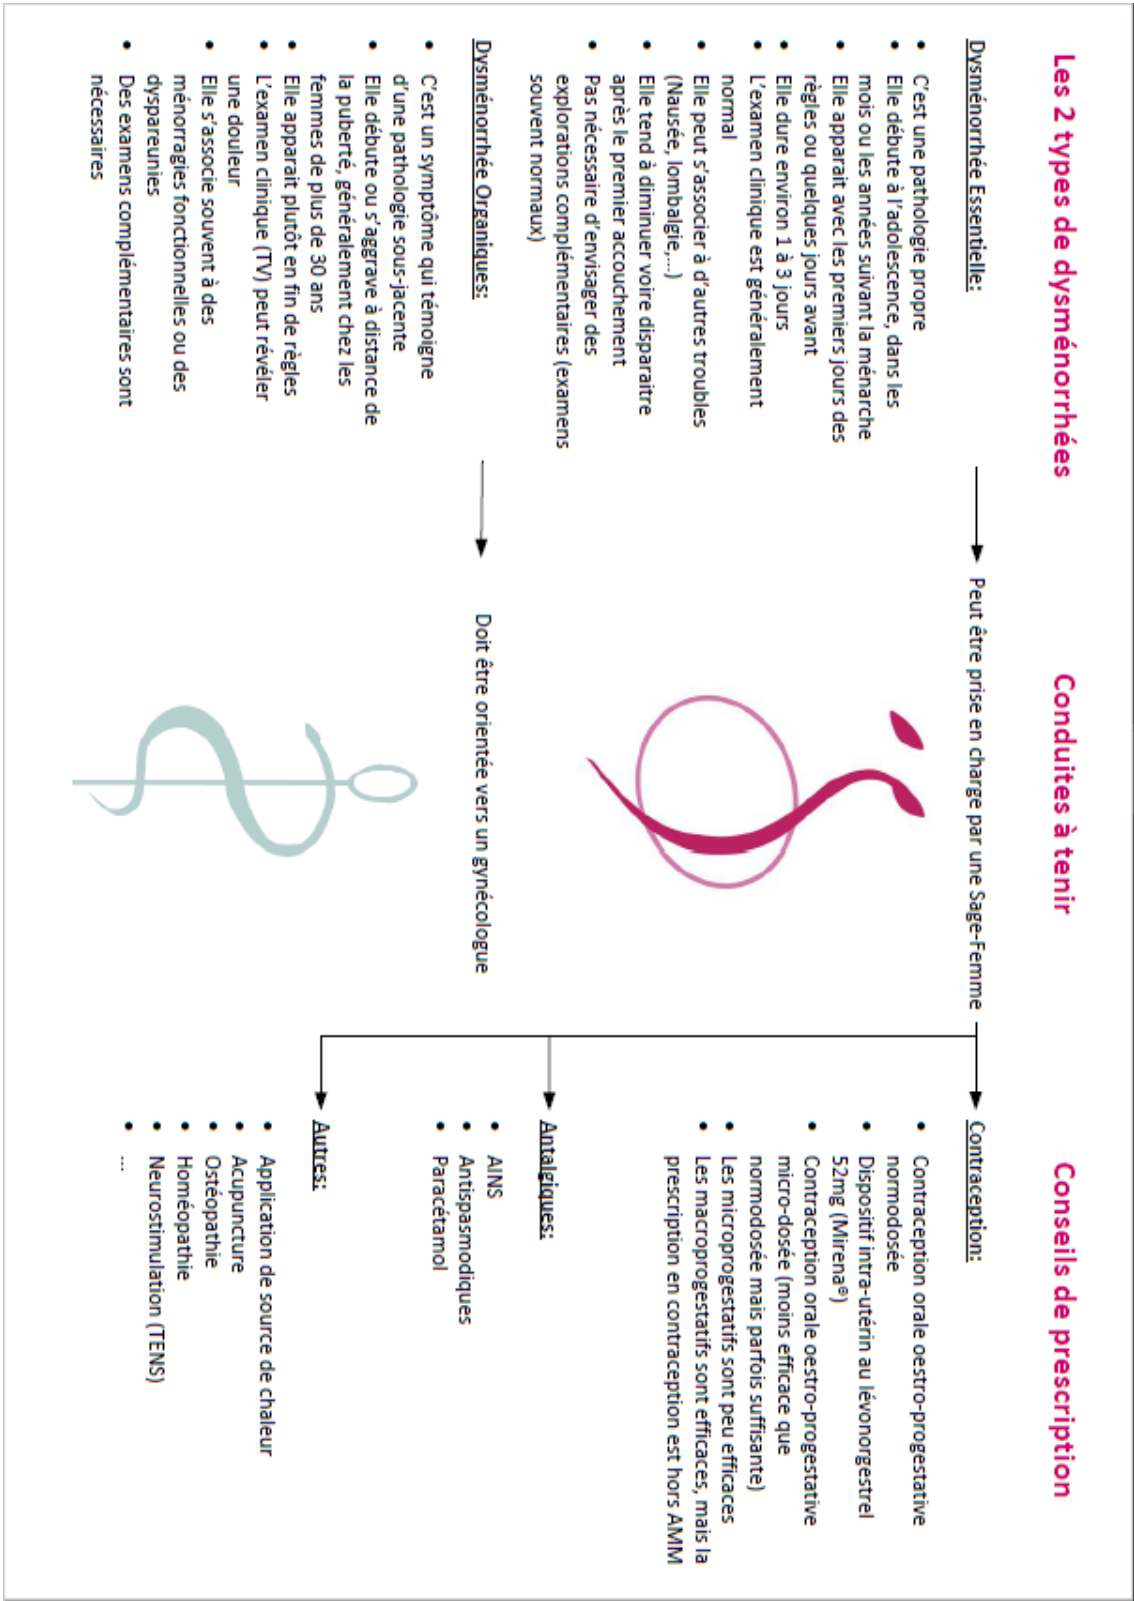 Les 2 types de dysménorrhées
Dysménorrhée Essentielle:
• C'est une pathologie propre
• Elle débute à l'adolescence, dans les
mois ou les années suivant la ménarche
• Elle apparait avec les premiers jours des
règles ou quelques jours avant
• Elle dure environ 1 à 3 jours
• L'examen clinique est généralement
normal
• Elle peut s'associer à d'autres troubles
(Nausée, lombalgie,...)
• Elle tend à diminuer voire disparaitre
après le premier accouchement
• Pas nécessaire d'envisager des
explorations complémentaires (examens
souvent normaux)
Dysménorrhée Organiques:
• C'est un symptôme qui témoigne
d'une pathologie sous-jacente
• Elle débute ou s'aggrave à distance de
la puberté, généralement chez les
femmes de plus de 30 ans
• Elle apparait plutôt en fin de règles
• L'examen clinique (TV) peut révéler
une douleur
• Elle s'associe souvent à des
ménorragies fonctionnelles ou des
dyspareunies
• Des examens complémentaires sont
nécessaires
Conduites à tenir
Peut être prise en charge par une Sage-Femme
Doit être orientée vers un gynécologue
Conseils de prescription
Contraception:
• Contraception orale oestro-progestative
normodosée
• Dispositif intra-utérin au lévonorgestrel
52mg (Mirena®)
• Contraception orale oestro-progestative
micro-dosée (moins efficace que
normodosée mais parfois suffisante)
• Les microprogestatifs sont peu efficaces
• Les macroprogestatifs sont efficaces, mais la
prescription en contraception est hors AMM
Antalgiques:
• AINS
• Antispasmodiques
• Paracétamol
Autres:
• Application de source de chaleur
• Acupuncture
• Ostéopathie
• Homéopathie
• Neurostimulation (TENS)
• ...